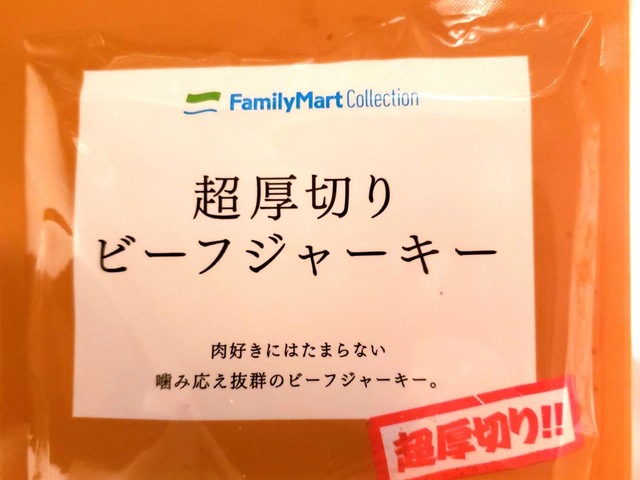 FamilyMart Collection
超厚切り
ビーフジャーキー
肉好きにはたまらない
噛み応え抜群のビーフジャーキー。
超厚切り!!